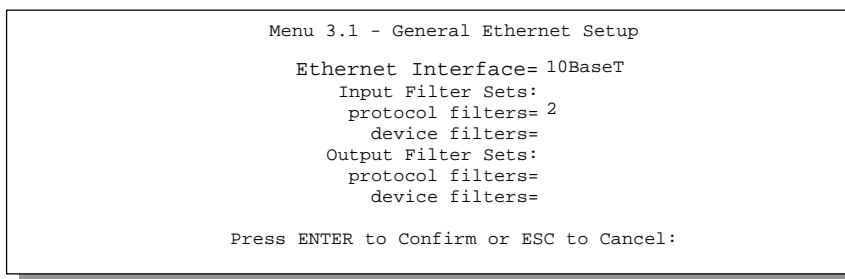 Menu 3.1 - General Ethernet Setup
Ethernet Interface= 10BaseT
Input Filter Sets:
protocol filters= 2
device filters=
Output Filter Sets:
protocol filters=
device filters=
Press ENTER to Confirm or ESC to Cancel: